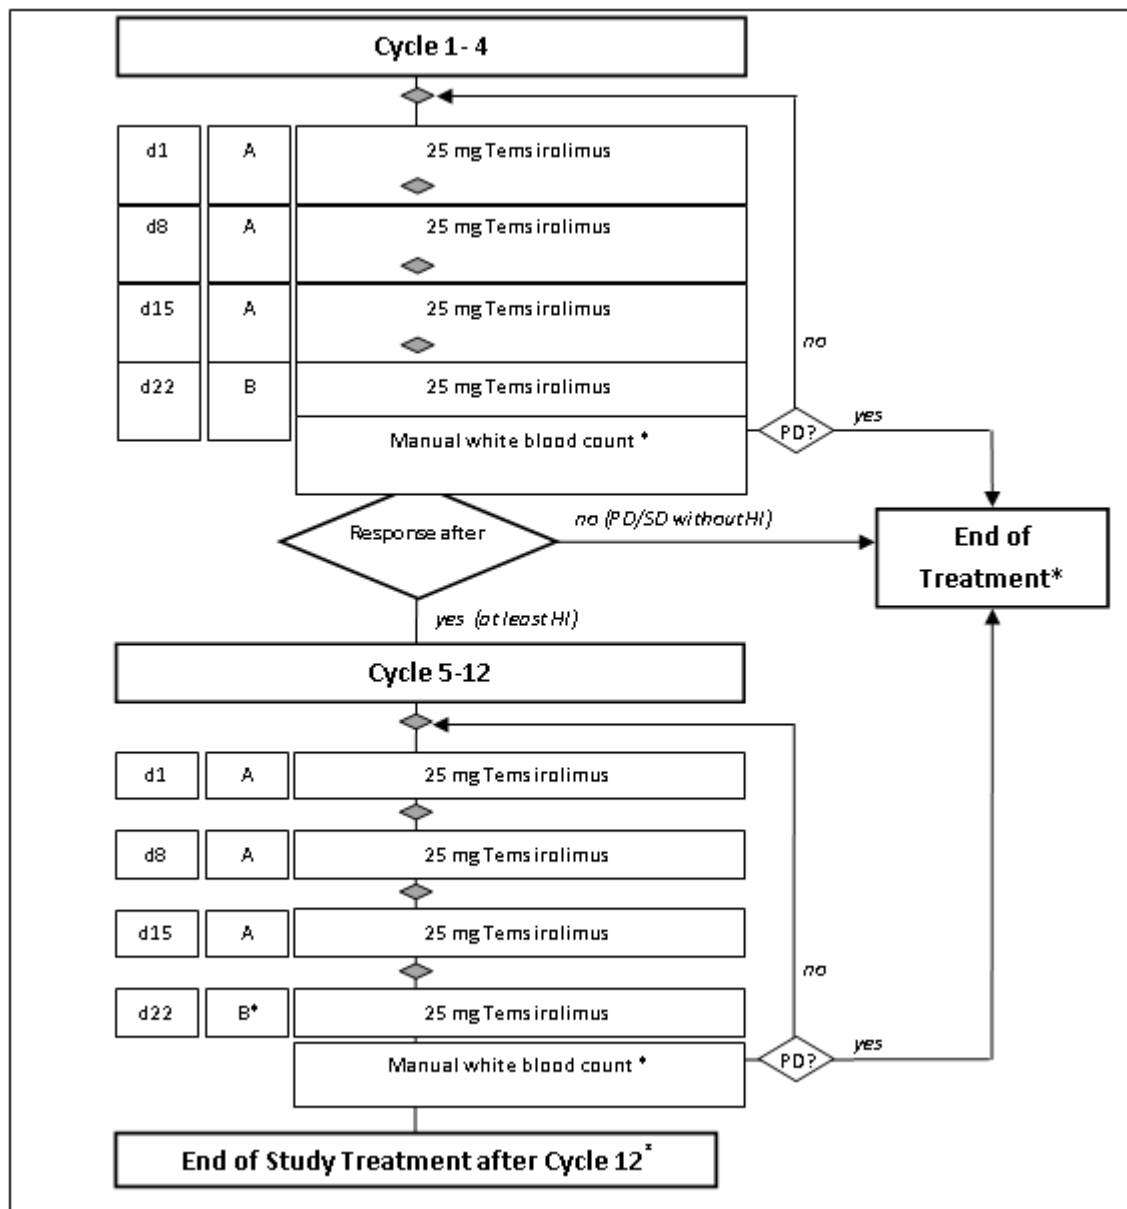 Cycle 1- 4
d1 A 25 mg Temsirolimus
d8 A 25 mg Temsirolimus
d15 A 25 mg Temsirolimus
no
d22 B 25 mg Temsirolimus
yes
Manual white blood count *
PD?
Response after
no (PD/SD without HI)
End of
Treatment*
yes (at least HI)
Cycle 5-12
d1 A 25 mg Temsirolimus
d8 A 25 mg Temsirolimus
d15 A 25 mg Temsirolimus
no
d22 B* 25 mg Temsirolimus
yes
Manual white blood count *
PD?
End of Study Treatment after Cycle 12*